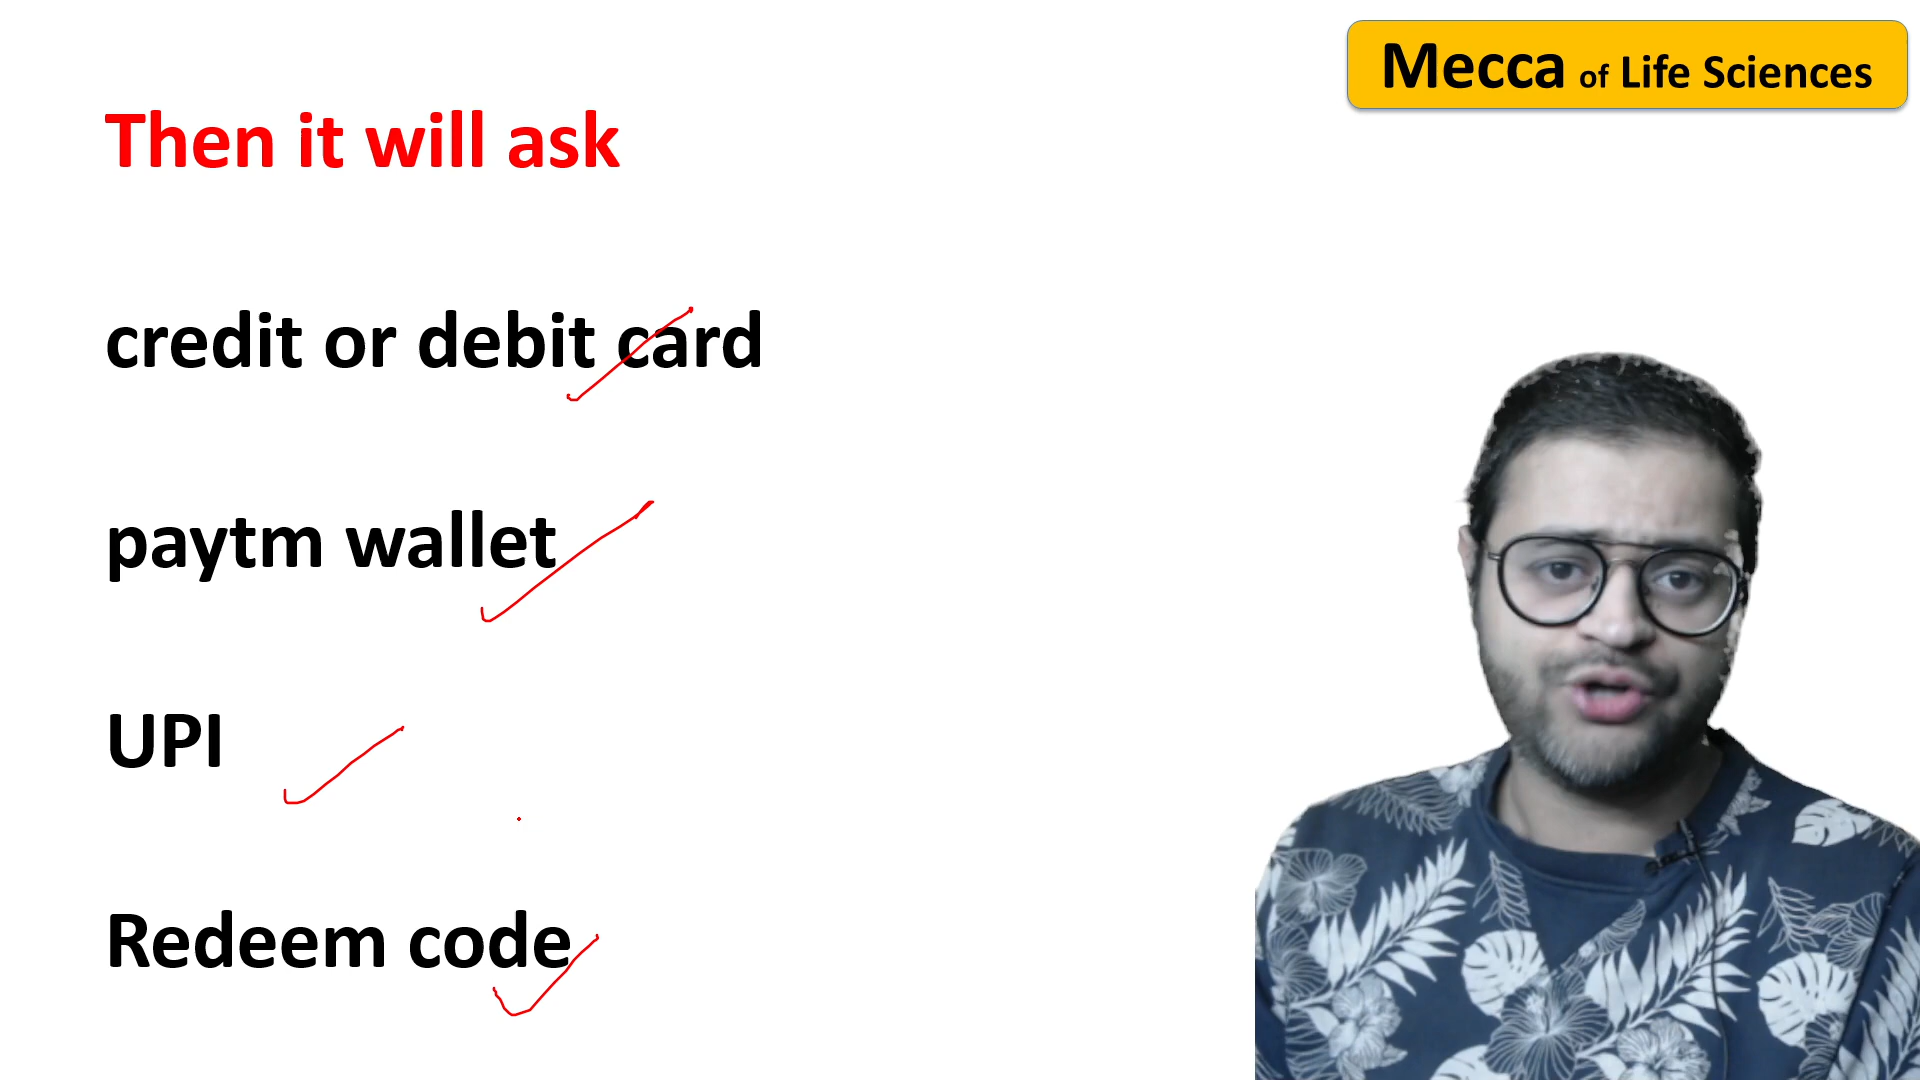 Mecca of Life Sciences
Then it will ask
credit or debit card
paytm wallet
UPI
Redeem code